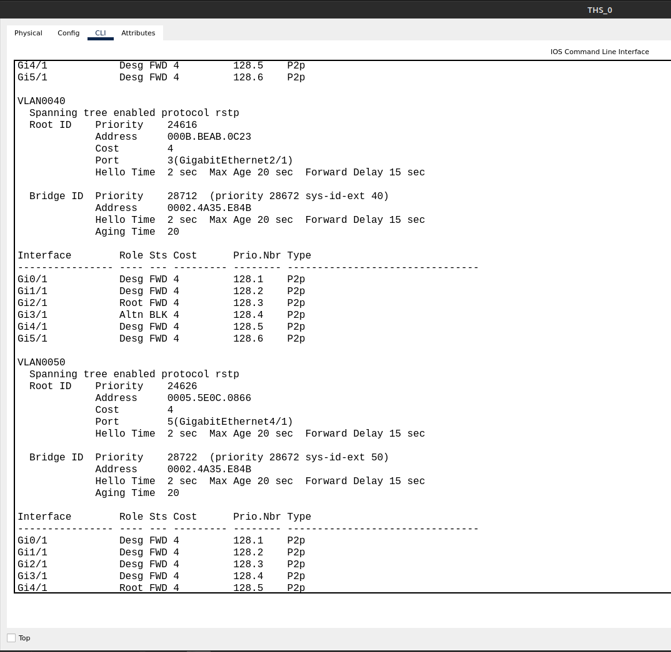 THS_0
Physical Config CLI Attributes
IOS Command Line Interface
Gi4/1            Desg FWD 4         128.5    P2p
Gi5/1            Desg FWD 4         128.6    P2p
VLAN0040
  Spanning tree enabled protocol rstp
  Root ID    Priority    24616
             Address     000B.BEAB.0C23
             Cost        4
             Port        3(GigabitEthernet2/1)
             Hello Time  2 sec  Max Age 20 sec  Forward Delay 15 sec
  Bridge ID  Priority    28712  (priority 28672 sys-id-ext 40)
             Address     0002.4A35.E84B
             Hello Time  2 sec  Max Age 20 sec  Forward Delay 15 sec
             Aging Time  20
Interface        Role Sts Cost      Prio.Nbr Type
---------------- ---- --- --------- -------- --------------------------------
Gi0/1            Desg FWD 4         128.1    P2p
Gi1/1            Desg FWD 4         128.2    P2p
Gi2/1            Root FWD 4         128.3    P2p
Gi3/1            Altn BLK 4         128.4    P2p
Gi4/1            Desg FWD 4         128.5    P2p
Gi5/1            Desg FWD 4         128.6    P2p
VLAN0050
  Spanning tree enabled protocol rstp
  Root ID    Priority    24626
             Address     0005.5E0C.0866
             Cost        4
             Port        5(GigabitEthernet4/1)
             Hello Time  2 sec  Max Age 20 sec  Forward Delay 15 sec
  Bridge ID  Priority    28722  (priority 28672 sys-id-ext 50)
             Address     0002.4A35.E84B
             Hello Time  2 sec  Max Age 20 sec  Forward Delay 15 sec
             Aging Time  20
Interface        Role Sts Cost      Prio.Nbr Type
---------------- ---- --- --------- -------- --------------------------------
Gi0/1            Desg FWD 4         128.1    P2p
Gi1/1            Desg FWD 4         128.2    P2p
Gi2/1            Desg FWD 4         128.3    P2p
Gi3/1            Desg FWD 4         128.4    P2p
Gi4/1            Root FWD 4         128.5    P2p
Top